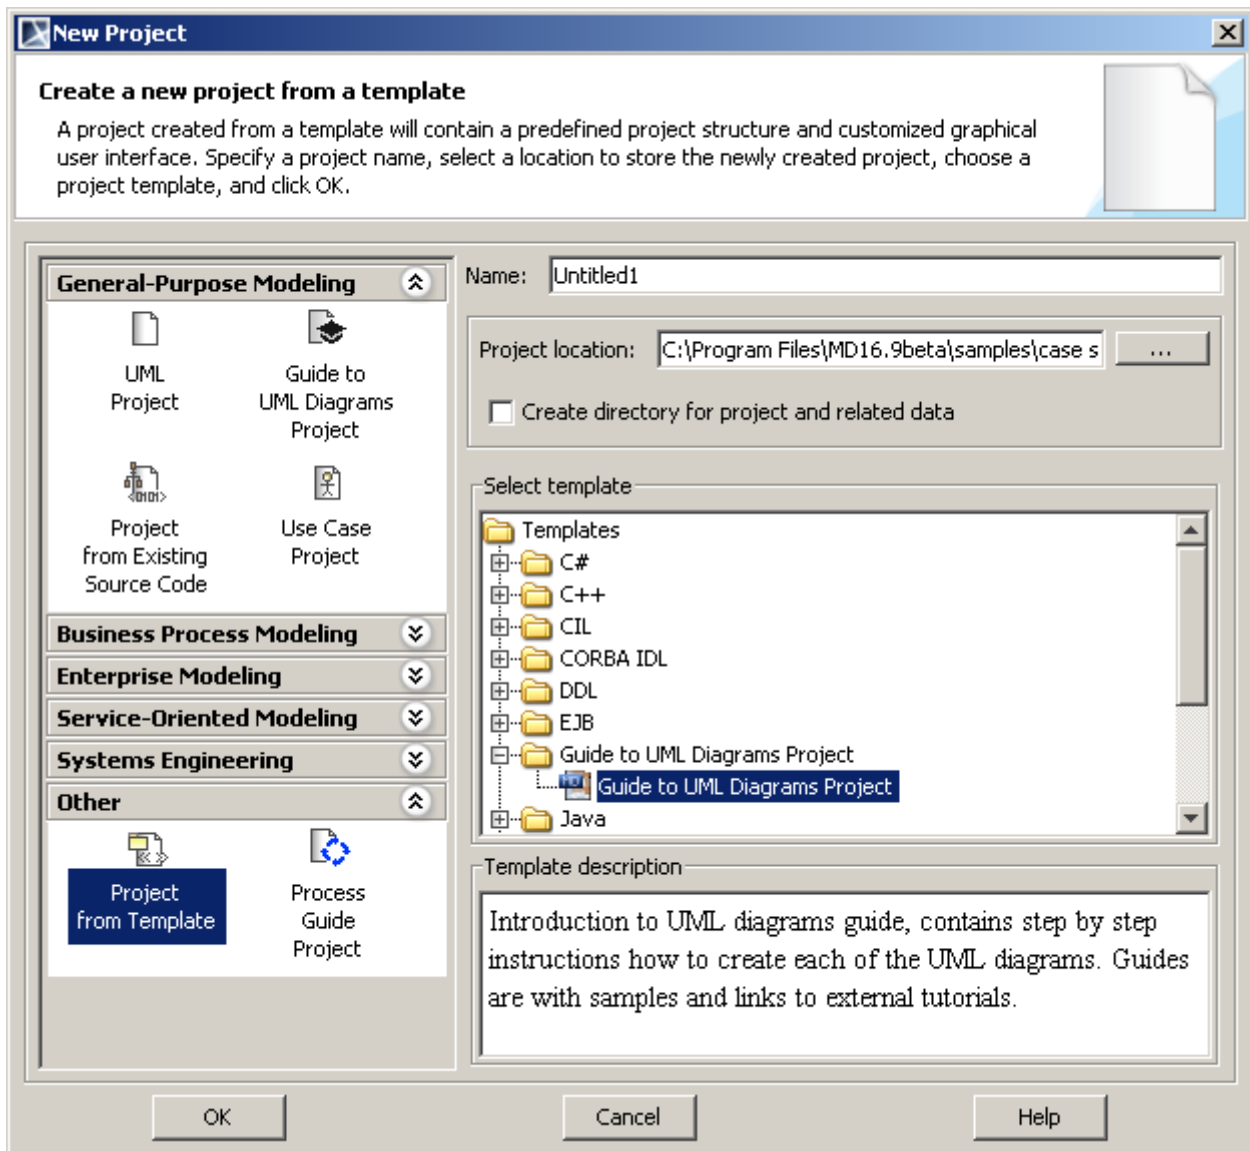 New Project
Create a new project from a template
A project created from a template will contain a predefined project structure and customized graphical
user interface. Specify a project name, select a location to store the newly created project, choose a
project template, and click OK.
General-Purpose Modeling
UML
Project
Guide to
UML Diagrams
Project
Project
from Existing
Source Code
Use Case
Project
Business Process Modeling
Enterprise Modeling
Service-Oriented Modeling
Systems Engineering
Other
Project
from Template
Process
Guide
Project
Name: Untitled1
Project location: C:\Program Files\MD16.9beta\samples\case s ...
Create directory for project and related data
Select template
Templates
C#
C++
CIL
CORBA IDL
DDL
EJB
Guide to UML Diagrams Project
Guide to UML Diagrams Project
Java
Template description
Introduction to UML diagrams guide, contains step by step
instructions how to create each of the UML diagrams. Guides
are with samples and links to external tutorials.
OK Cancel Help